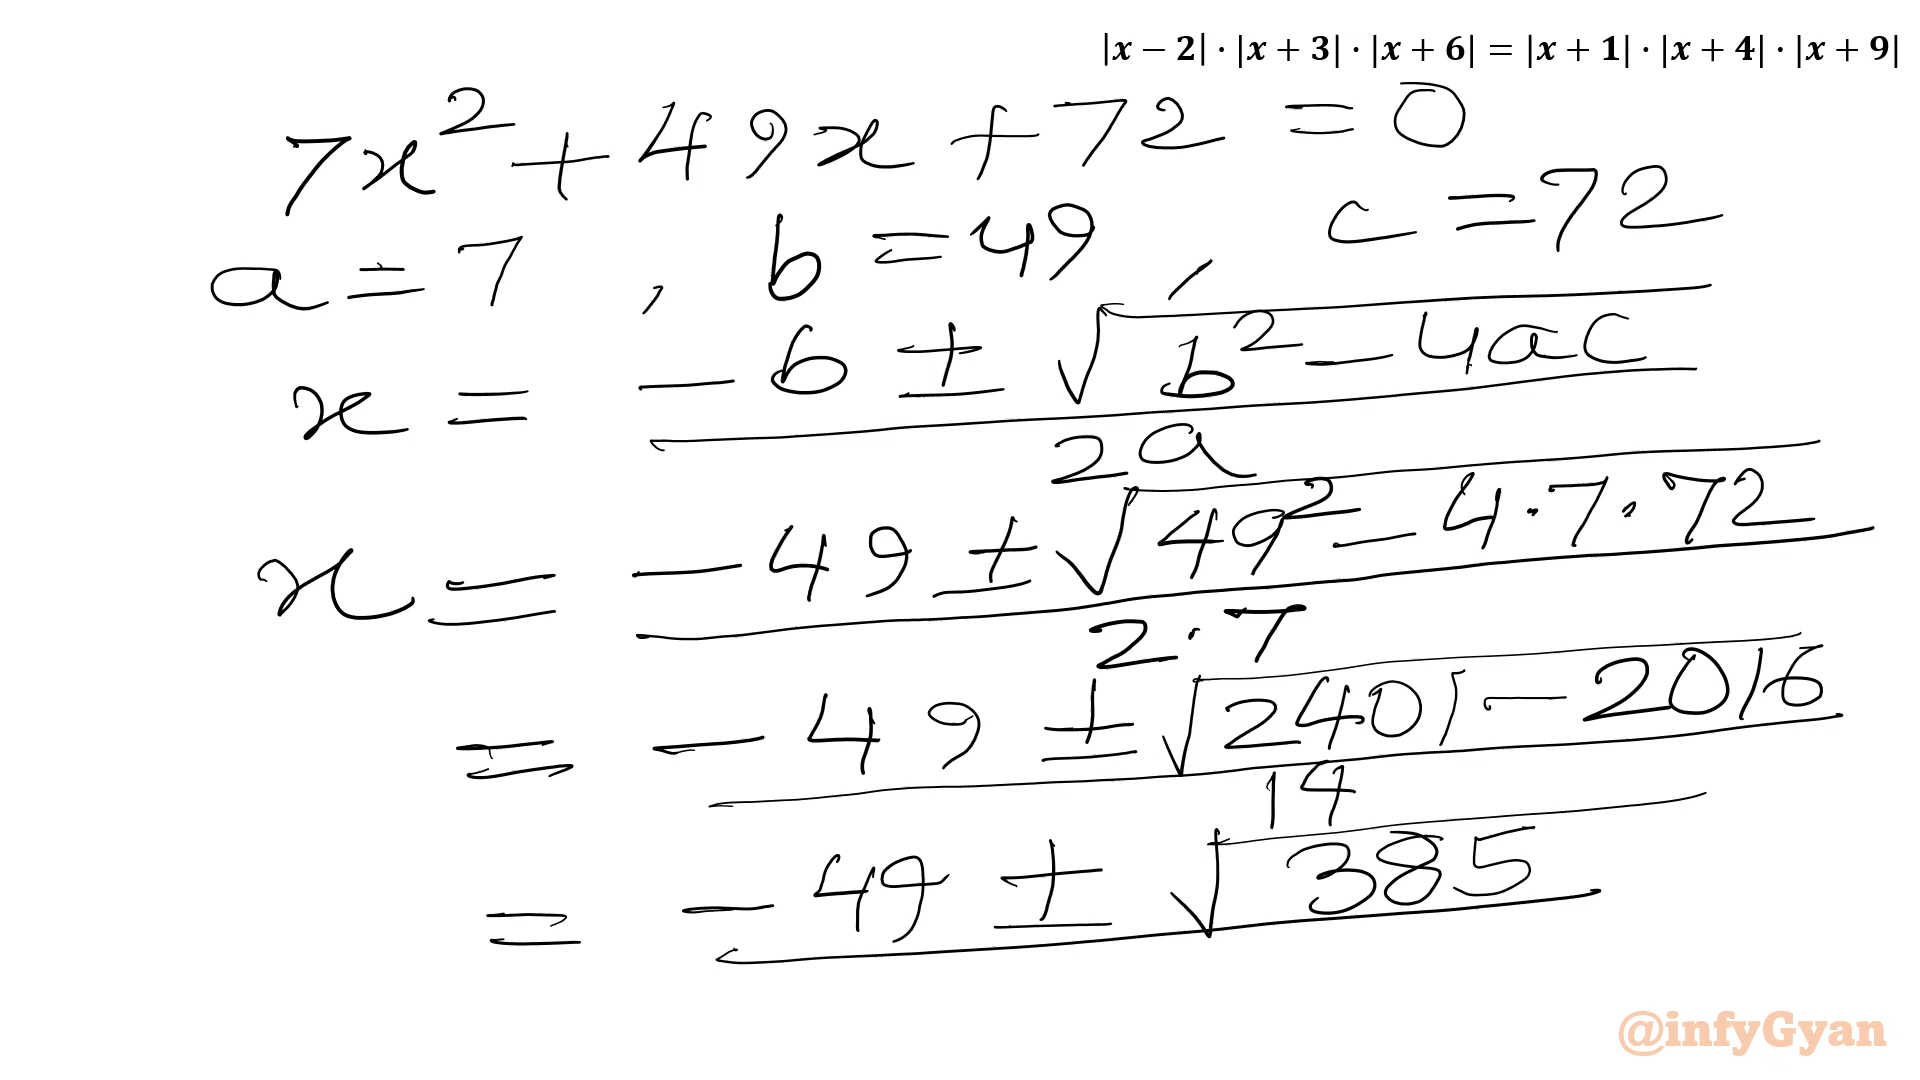 |x − 2| · |x + 3| · |x + 6| = |x + 1| · |x + 4| · |x + 9|
7x² + 49x + 72 = 0
a = 7 , b = 49 , c = 72
x = − b ± √b² − 4ac
2a
x = − 49 ± √49² − 4·7·72
2·7
= − 49 ± √2401 − 2016
14
= − 49 ± √385
@infyGyan